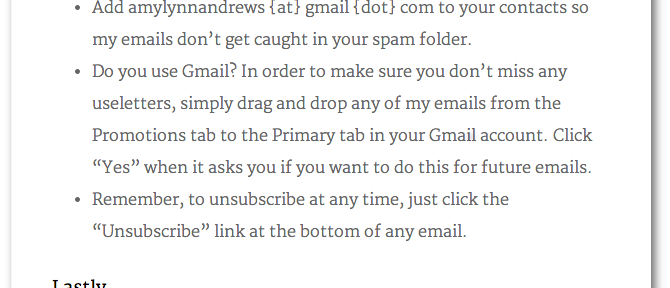 • Add amylynnandrews {at} gmail {dot} com to your contacts so
my emails don’t get caught in your spam folder.
• Do you use Gmail? In order to make sure you don’t miss any
useletters, simply drag and drop any of my emails from the
Promotions tab to the Primary tab in your Gmail account. Click
“Yes” when it asks you if you want to do this for future emails.
• Remember, to unsubscribe at any time, just click the
“Unsubscribe” link at the bottom of any email.
Lastly